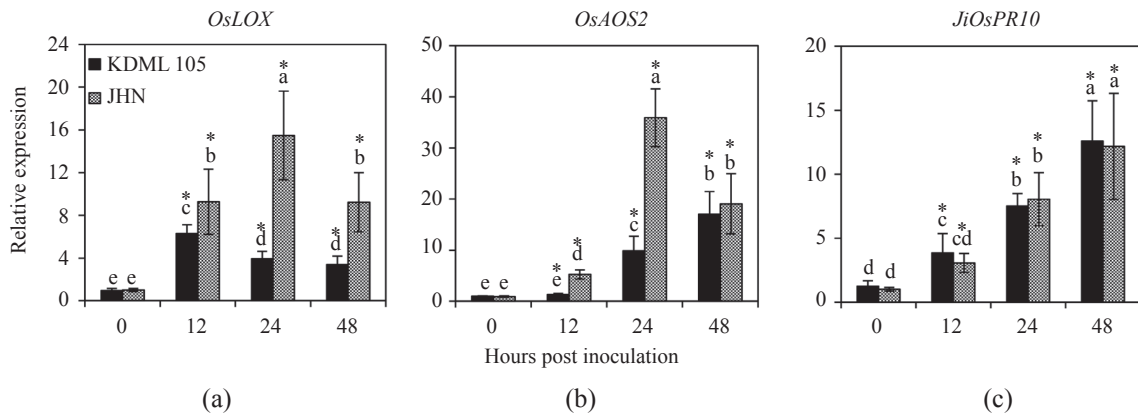 OsLOX
OsAOS2
JiOsPR10
Relative expression
24
20
16
12
8
4
0
KDML 105
JHN
e e
*
c
*
b
*
d
*
a
*
d
*
b
0 12 24 48
50
40
30
20
10
0
e e
*
e
*
d
*
c
*
a
*
b
*
b
0 12 24 48
20
15
10
5
0
d d
*
c
*
cd
*
b
*
b
*
a
*
a
0 12 24 48
Hours post inoculation
(a)
(b)
(c)